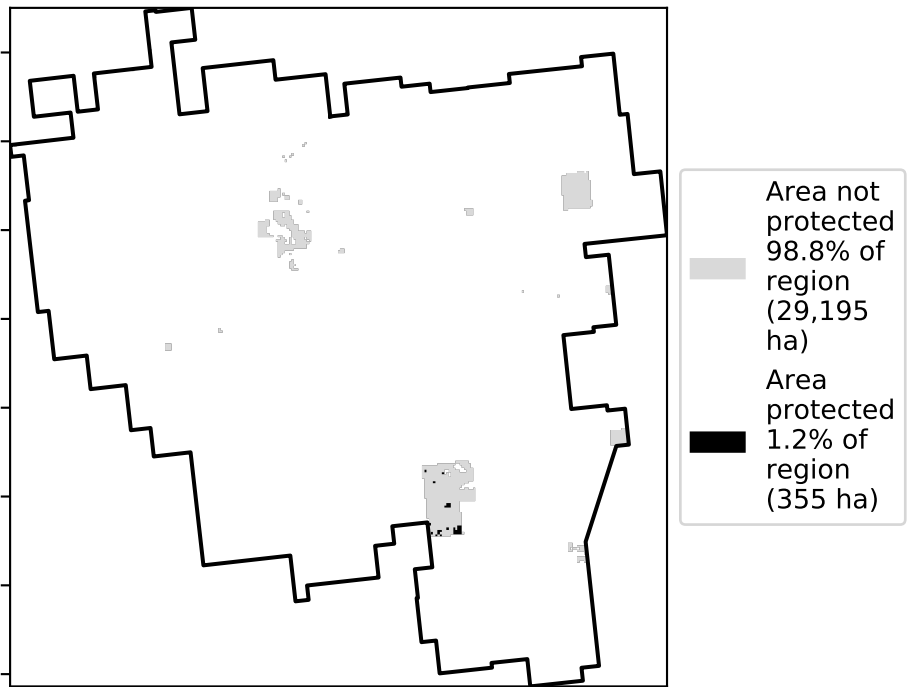 Area not
protected
98.8% of
region
(29,195
ha)
Area
protected
1.2% of
region
(355 ha)